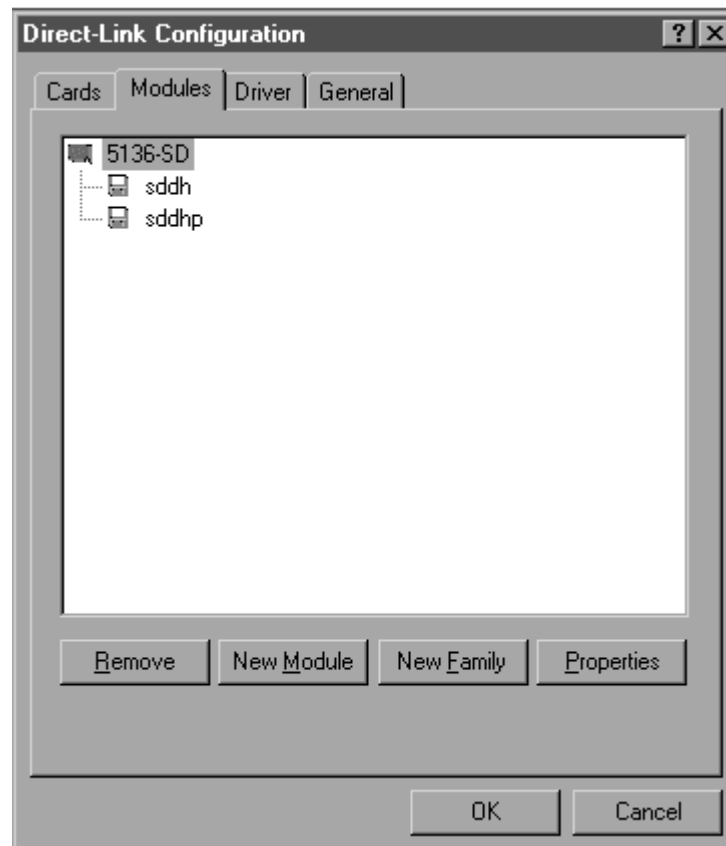 Direct-Link Configuration
Cards Modules Driver General
5136-SD
sddh
sddhp
Remove New Module New Family Properties
OK Cancel